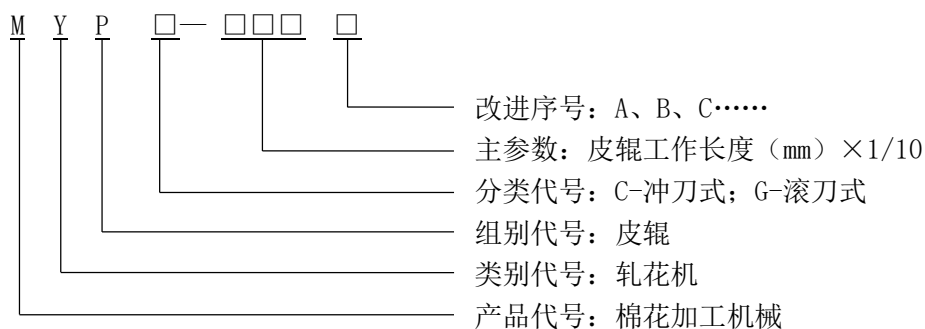 M Y P □— □□□ □
改进序号：A、B、C……
主参数：皮辊工作长度（mm）×1/10
分类代号：C-冲刀式；G-滚刀式
组别代号：皮辊
类别代号：轧花机
产品代号：棉花加工机械